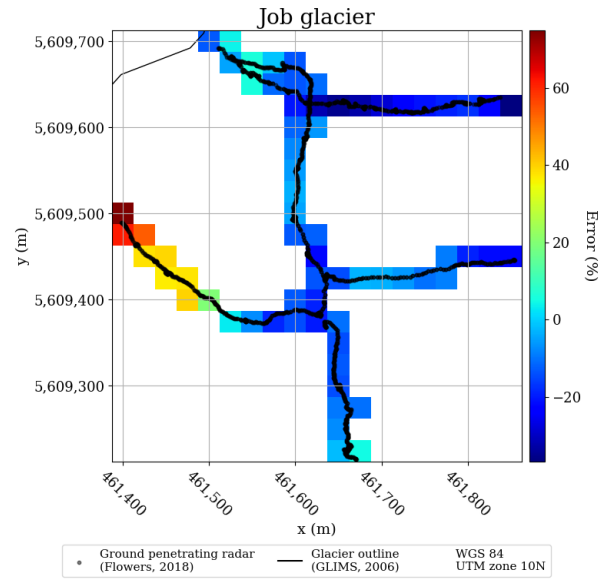 Job glacier
5,609,700
5,609,600
5,609,500
5,609,400
5,609,300
y (m)
461,400
461,500
461,600
461,700
461,800
x (m)
60
40
20
0
−20
Error (%)
Ground penetrating radar
(Flowers, 2018)
Glacier outline
(GLIMS, 2006)
WGS 84
UTM zone 10N